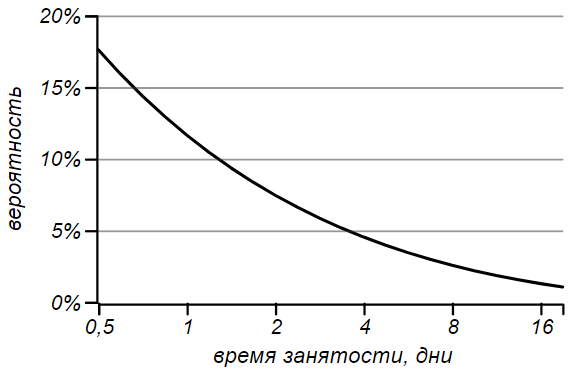 20%
15%
10%
5%
0%
вероятность
0,5 1 2 4 8 16
время занятости, дни